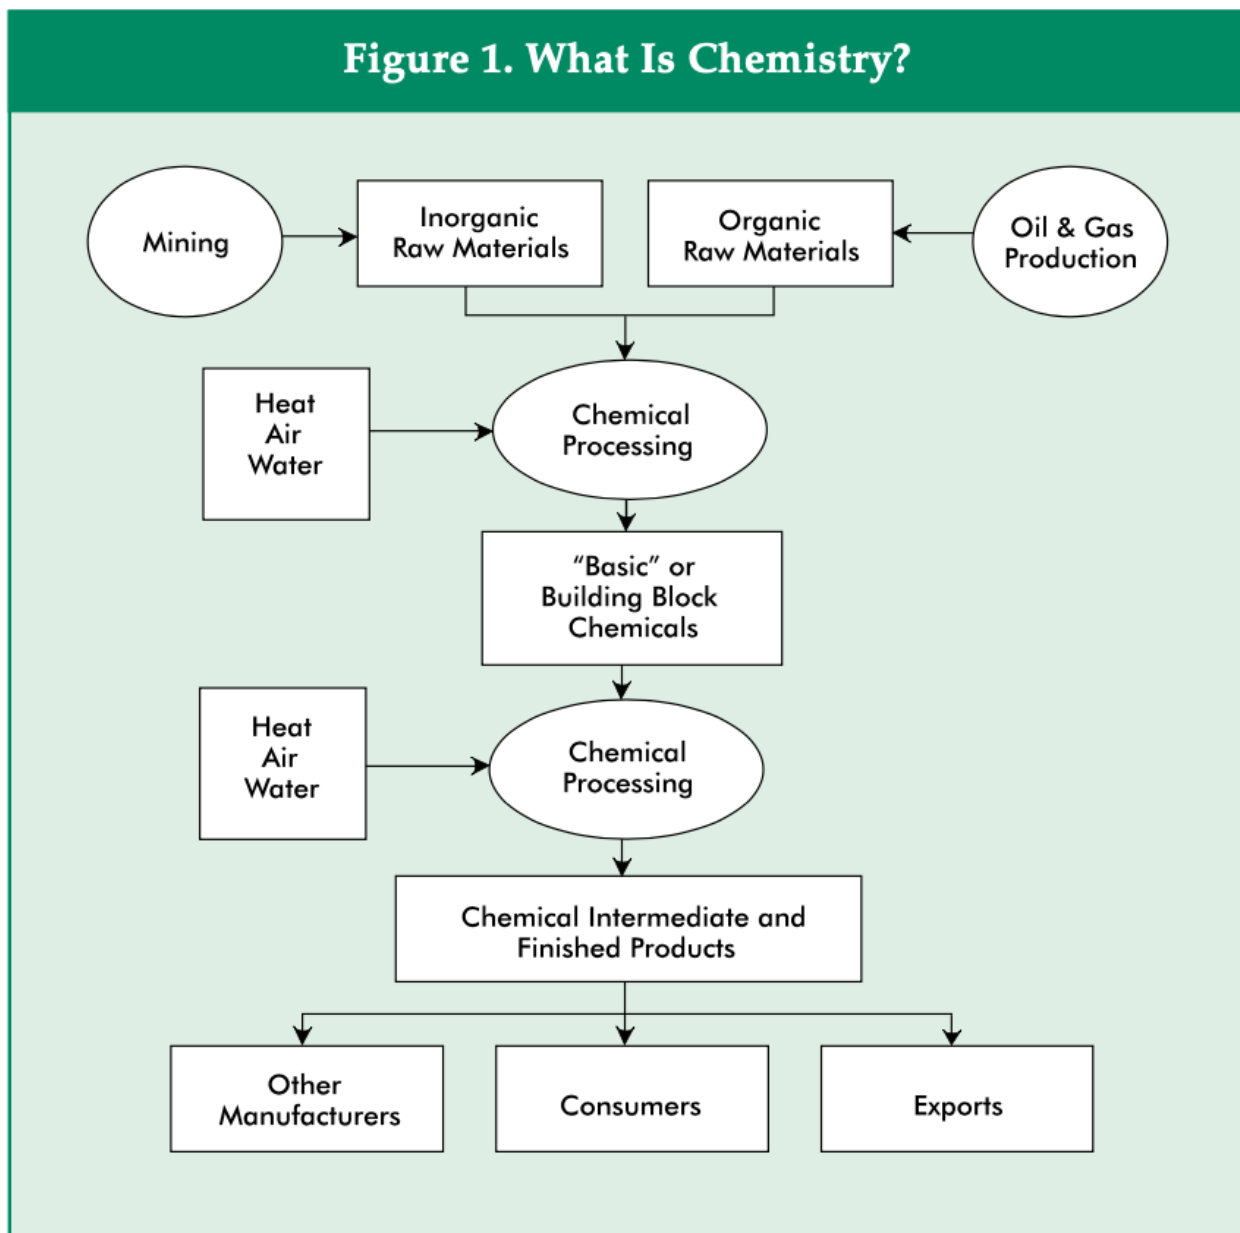 Figure 1. What Is Chemistry?
Mining
Inorganic
Raw Materials
Organic
Raw Materials
Oil & Gas
Production
Heat
Air
Water
Chemical
Processing
“Basic” or
Building Block
Chemicals
Heat
Air
Water
Chemical
Processing
Chemical Intermediate and
Finished Products
Other
Manufacturers
Consumers
Exports